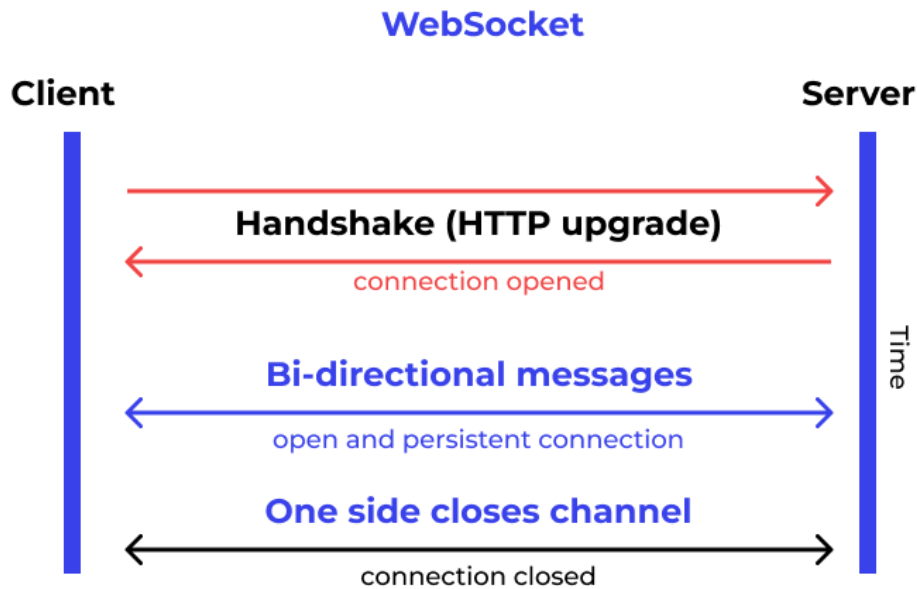 WebSocket
Client
Server
Handshake (HTTP upgrade)
connection opened
Time
Bi-directional messages
open and persistent connection
One side closes channel
connection closed